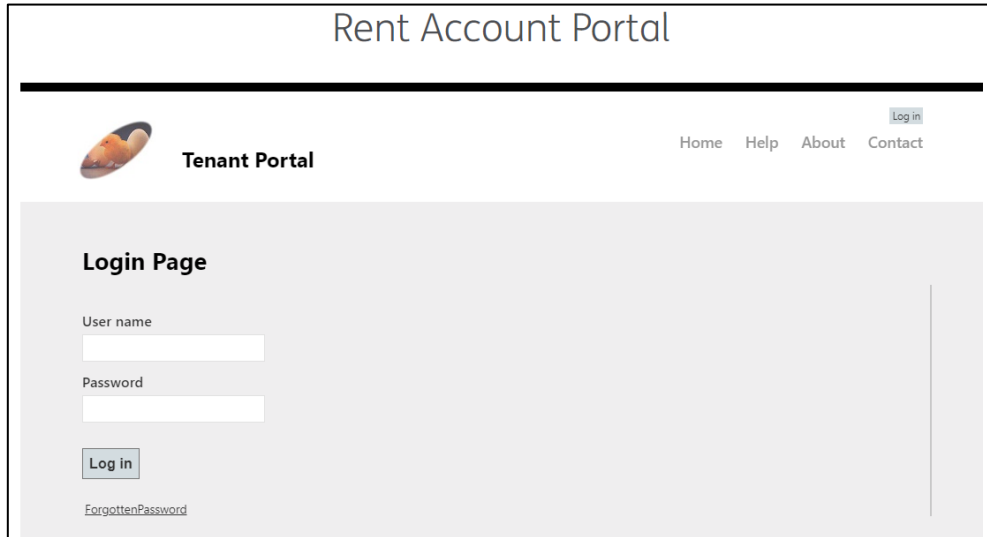 Rent Account Portal
Log in
Tenant Portal
Home Help About Contact
Login Page
User name
Password
Log in
ForgottenPassword